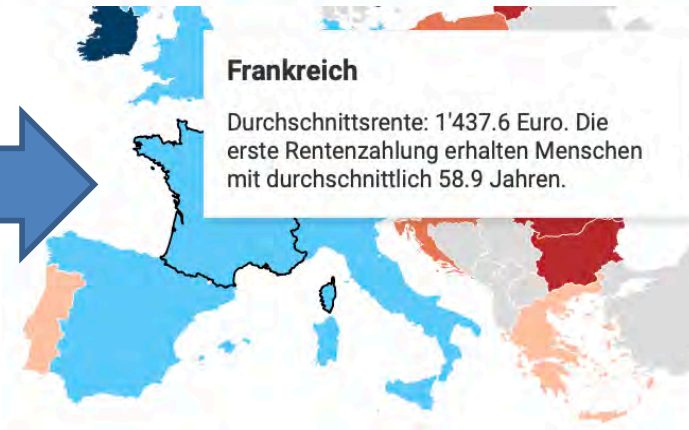 Frankreich
Durchschnittsrente: 1'437.6 Euro. Die
erste Rentenzahlung erhalten Menschen
mit durchschnittlich 58.9 Jahren.